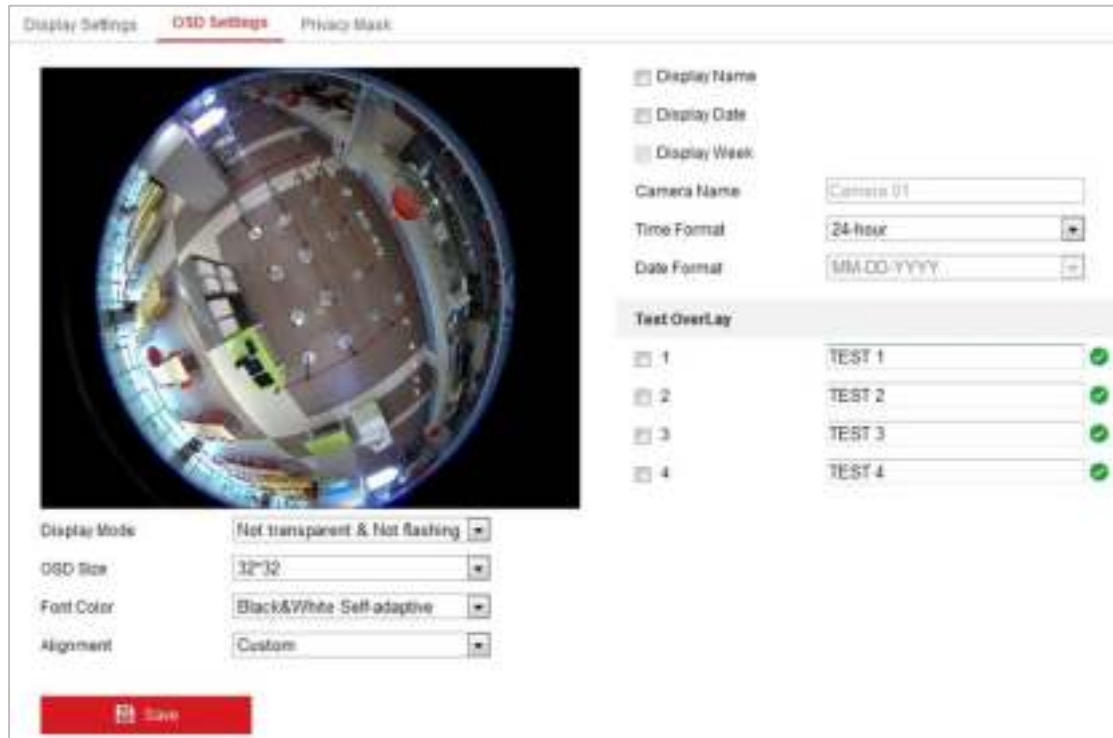 Display Settings OSD Settings Privacy Mask
Display Name
Display Date
Display Week
Camera Name Camera 01
Time Format 24-hour
Date Format MM-DD-YYYY
Text OverLay
1 TEST 1
2 TEST 2
3 TEST 3
4 TEST 4
Display Mode Not transparent & Not flashing
OSD Size 32*32
Font Color Black&White Self-adaptive
Alignment Custom
Save